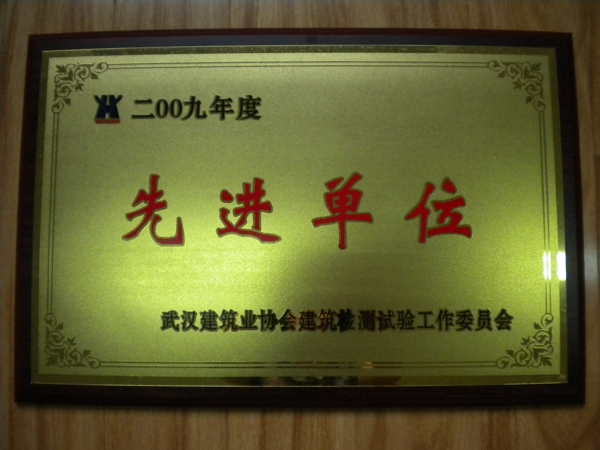 二00九年度
先进单位
武汉建筑业协会建筑检测试验工作委员会